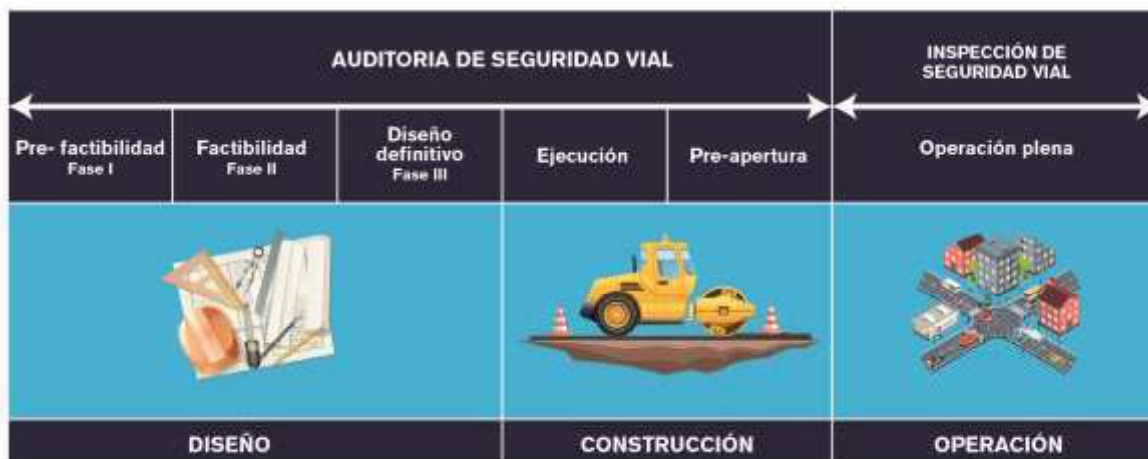 AUDITORIA DE SEGURIDAD VIAL
INSPECCIÓN DE
SEGURIDAD VIAL
Pre- factibilidad
Fase I
Factibilidad
Fase II
Diseño
definitivo
Fase III
Ejecución
Pre-apertura
Operación plena
DISEÑO
CONSTRUCCIÓN
OPERACIÓN